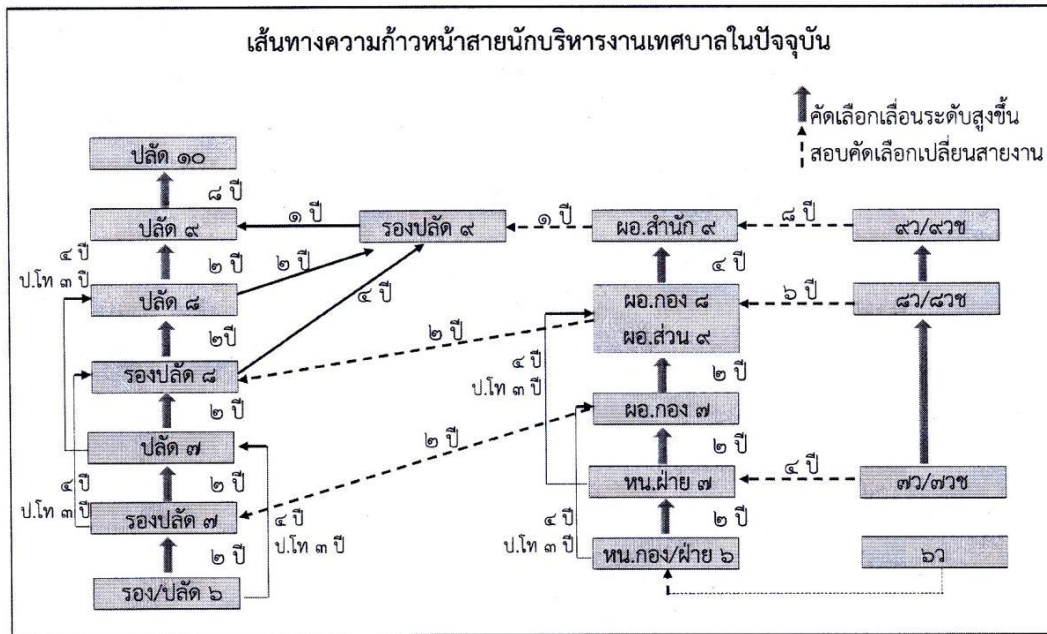 เส้นทางความก้าวหน้าสายนักบริหารงานเทศบาลในปัจจุบัน
คัดเลือกเลื่อนระดับสูงขึ้น
สอบคัดเลือกเปลี่ยนสายงาน
ปลัด ๑๐
๘ ปี
ปลัด ๙
๑ ปี
รองปลัด ๙
๑ ปี
ผอ.สำนัก ๙
๘ ปี
๙ว/๙วช
๔ ปี
ป.โท ๓ ปี
๒ ปี
๒ ปี
๔ ปี
๔ ปี
ปลัด ๘
ผอ.กอง ๘
ผอ.ส่วน ๙
๖ ปี
๘ว/๘วช
๒ปี
๒ ปี
๔ ปี
ป.โท ๓ ปี
๒ ปี
รองปลัด ๘
๒ ปี
ผอ.กอง ๗
ปลัด ๗
๒ ปี
๒ ปี
๔ ปี
ป.โท ๓ ปี
๒ ปี
หน.ฝ่าย ๗
๔ ปี
๗ว/๗วช
รองปลัด ๗
๔ ปี
ป.โท ๓ ปี
๔ ปี
ป.โท ๓ ปี
๒ ปี
๒ ปี
หน.กอง/ฝ่าย ๖
๖ว
รอง/ปลัด ๖